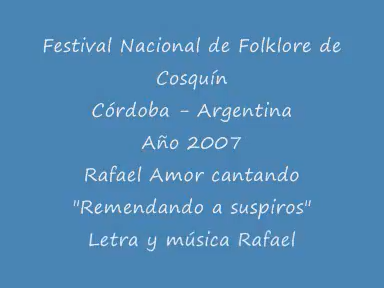 Festival Nacional de Folklore de
Cosquín
Córdoba - Argentina
Año 2007
Rafael Amor cantando
"Remendando a suspiros"
Letra y música Rafael